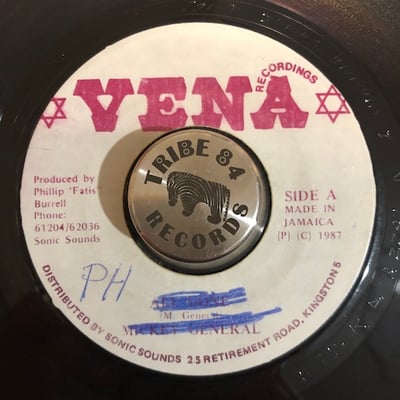 VENA
RECORDINGS
Produced by
Phillip 'Fatis'
Burrell
Phone:
61204/62036
Sonic Sounds
TRIBE 84
RECORDS
SIDE A
MADE IN
JAMAICA
(P) (C) 1987
PH
MICKEY GENERAL
DISTRIBUTED BY SONIC SOUNDS 25 RETIREMENT ROAD, KINGSTON 5